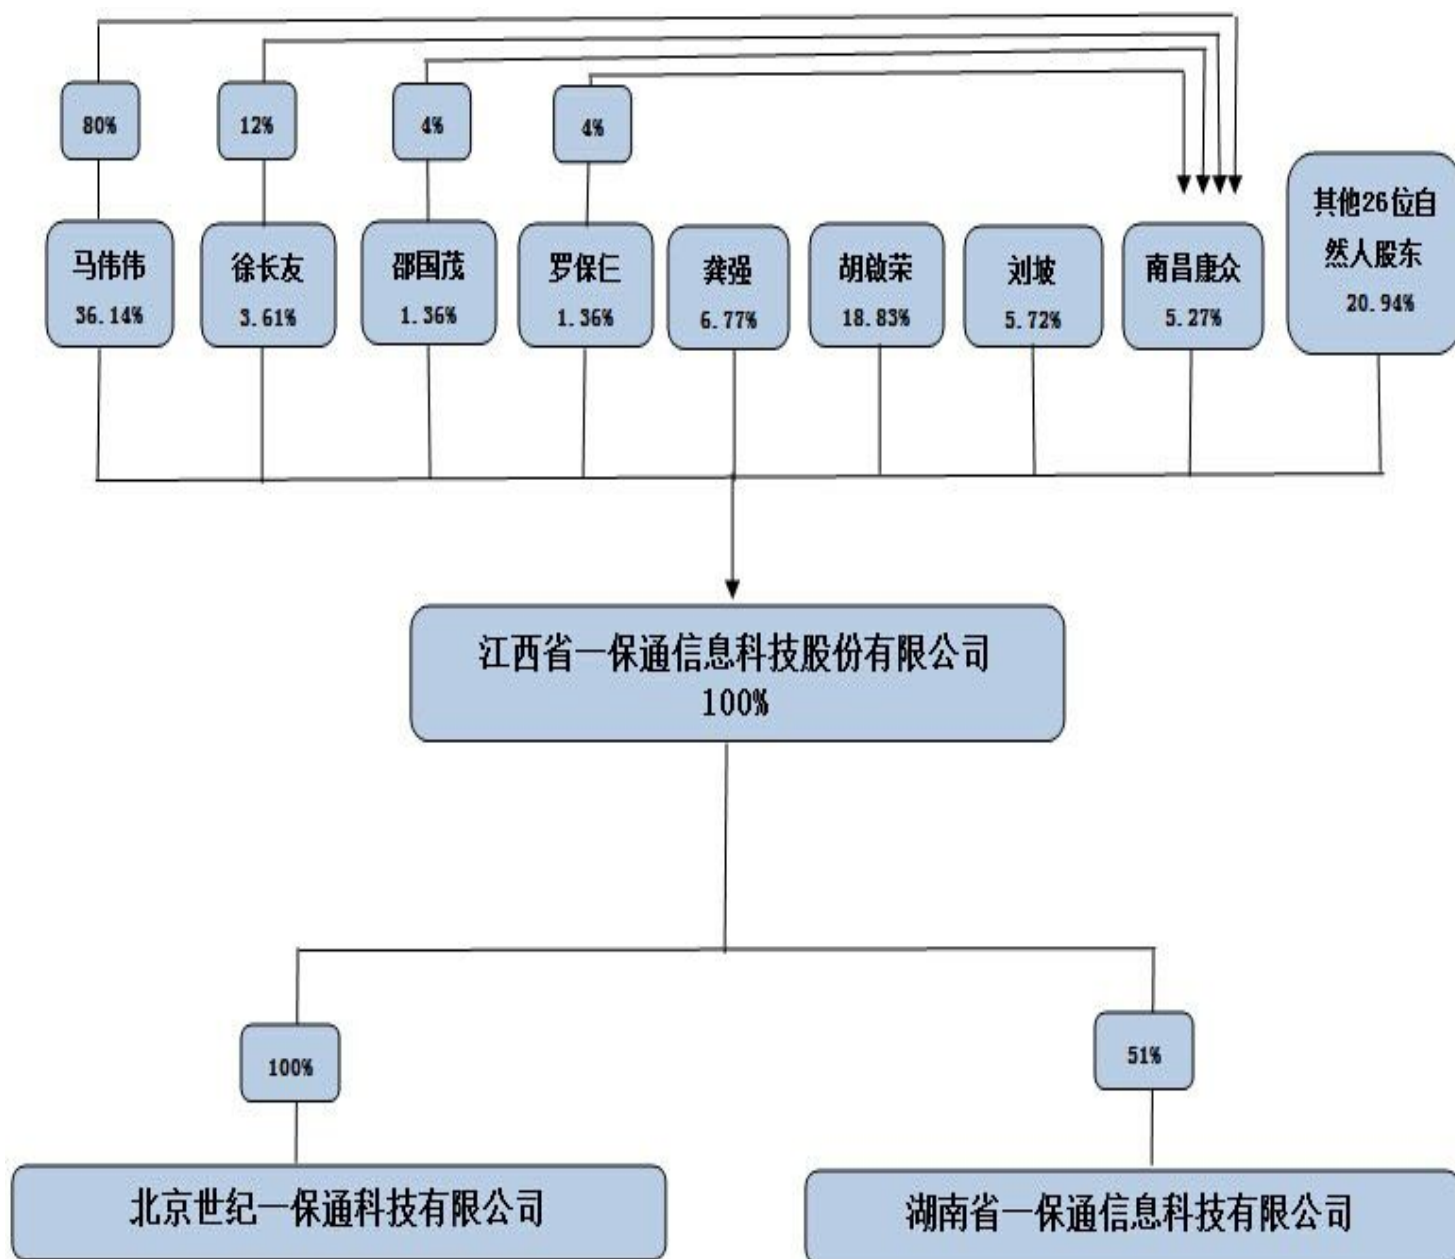 80%
12%
4%
4%
马伟伟
36.14%
徐长友
3.61%
邵国茂
1.36%
罗保仨
1.36%
龚强
6.77%
胡啟荣
18.83%
刘坡
5.72%
南昌康众
5.27%
其他26位自
然人股东
20.94%
江西省一保通信息科技股份有限公司
100%
100%
51%
北京世纪一保通科技有限公司
湖南省一保通信息科技有限公司